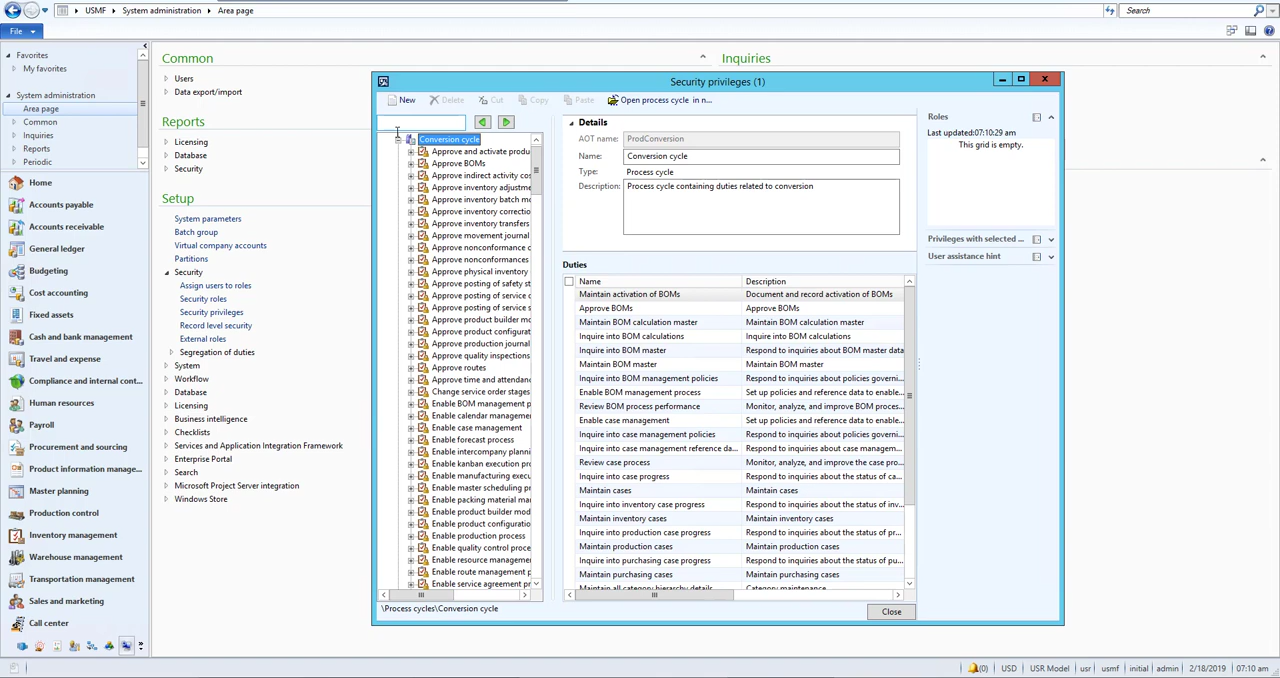 USMF
System administration
Area page
Search
File
Favorites
My favorites
System administration
Area page
Common
Inquiries
Reports
Periodic
Home
Accounts payable
Accounts receivable
General ledger
Budgeting
Cost accounting
Fixed assets
Cash and bank management
Travel and expense
Compliance and internal cont...
Human resources
Payroll
Procurement and sourcing
Product information manage...
Master planning
Production control
Inventory management
Warehouse management
Transportation management
Sales and marketing
Call center
Common
Users
Data export/import
Reports
Licensing
Database
Security
Setup
System parameters
Batch group
Virtual company accounts
Partitions
Security
Assign users to roles
Security roles
Security privileges
Record level security
External roles
Segregation of duties
System
Workflow
Database
Licensing
Business intelligence
Checklists
Services and Application Integration Framework
Enterprise Portal
Search
Microsoft Project Server integration
Windows Store
Inquiries
Security privileges (1)
New
Delete
Cut
Copy
Paste
Open process cycle in n...
Conversion cycle
Approve and activate produ
Approve BOMs
Approve indirect activity cos
Approve inventory adjustme
Approve inventory batch mo
Approve inventory correctio
Approve inventory transfers
Approve movement journal
Approve nonconformance c
Approve nonconformances
Approve physical inventory
Approve posting of safety st
Approve posting of service o
Approve posting of service s
Approve product builder mo
Approve product configurat
Approve production journal
Approve quality inspections
Approve routes
Approve time and attendanc
Change service order stages
Enable BOM management p
Enable calendar manageme
Enable case management
Enable forecast process
Enable intercompany planni
Enable kanban execution pro
Enable manufacturing execu
Enable master scheduling pr
Enable packing material mar
Enable product builder mod
Enable product configuratio
Enable production process
Enable quality control proce
Enable resource managemen
Enable route management p
Enable service agreement pr
\Process cycles\Conversion cycle
Details
AOT name: ProdConversion
Name: Conversion cycle
Type: Process cycle
Description: Process cycle containing duties related to conversion
Duties
Name Description
Maintain activation of BOMs Document and record activation of BOMs
Approve BOMs Approve BOMs
Maintain BOM calculation master Maintain BOM calculation master
Inquire into BOM calculations Inquire into BOM calculations
Inquire into BOM master Respond to inquiries about BOM master data
Maintain BOM master Maintain BOM master
Inquire into BOM management policies Respond to inquiries about policies governi...
Enable BOM management process Set up policies and reference data to enable ...
Review BOM process performance Monitor, analyze, and improve BOM proces...
Enable case management Set up policies and reference data to enable ...
Inquire into case management policies Respond to inquiries about policies governi...
Inquire into case management reference da... Respond to inquiries about case managem...
Review case process Monitor, analyze, and improve the case pro...
Inquire into case progress Respond to inquiries about the status of ca...
Maintain cases Maintain cases
Inquire into inventory case progress Respond to inquiries about the status of inv...
Maintain inventory cases Maintain inventory cases
Inquire into production case progress Respond to inquiries about the status of pr...
Maintain production cases Maintain production cases
Inquire into purchasing case progress Respond to inquiries about the status of pu...
Maintain purchasing cases Maintain purchasing cases
Maintain all category hierarchy details Category maintenance
Close
Roles
Last updated:07:10:29 am
This grid is empty.
Privileges with selected ...
User assistance hint
(0) USD USR Model usr usmf initial admin 2/18/2019 07:10 am